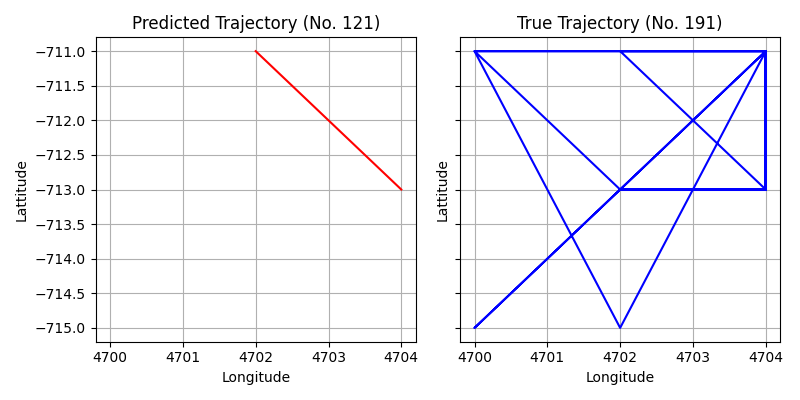 Predicted Trajectory (No. 121)
True Trajectory (No. 191)
−711.0
−711.5
−712.0
−712.5
−713.0
−713.5
−714.0
−714.5
−715.0
Lattitude
Lattitude
4700 4701 4702 4703 4704
4700 4701 4702 4703 4704
Longitude
Longitude